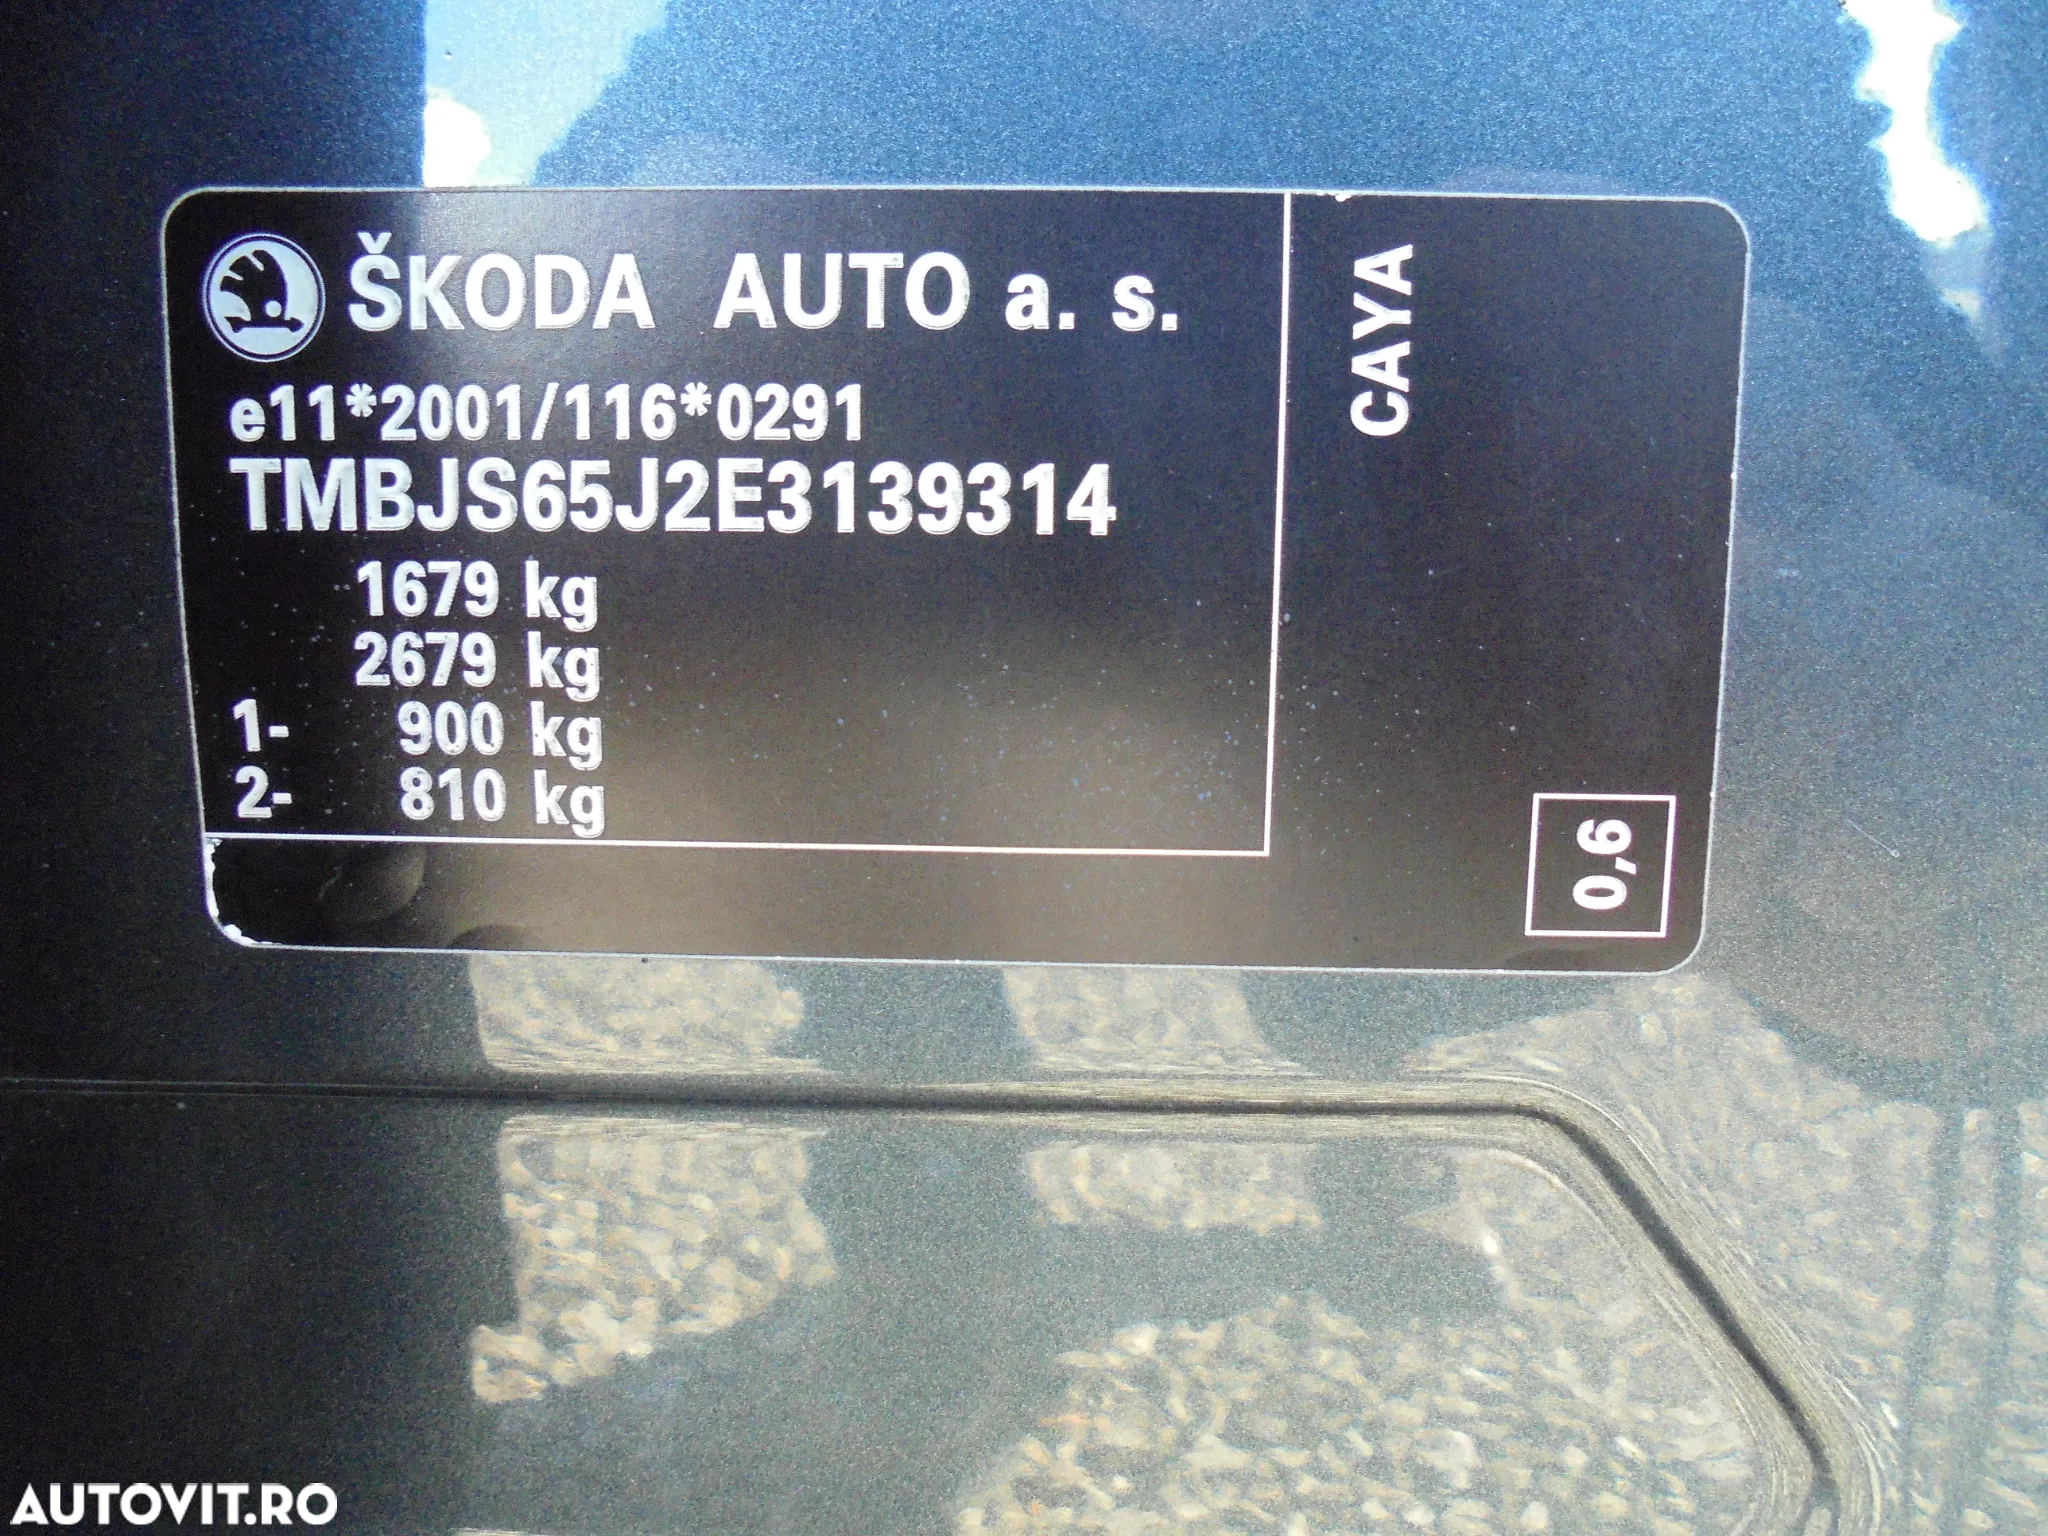 ŠKODA AUTO a. s.
e11*2001/116*0291
TMBJS65J2E3139314
1679 kg
2679 kg
1- 900 kg
2- 810 kg
CAYA
0,6
AUTOVIT.RO